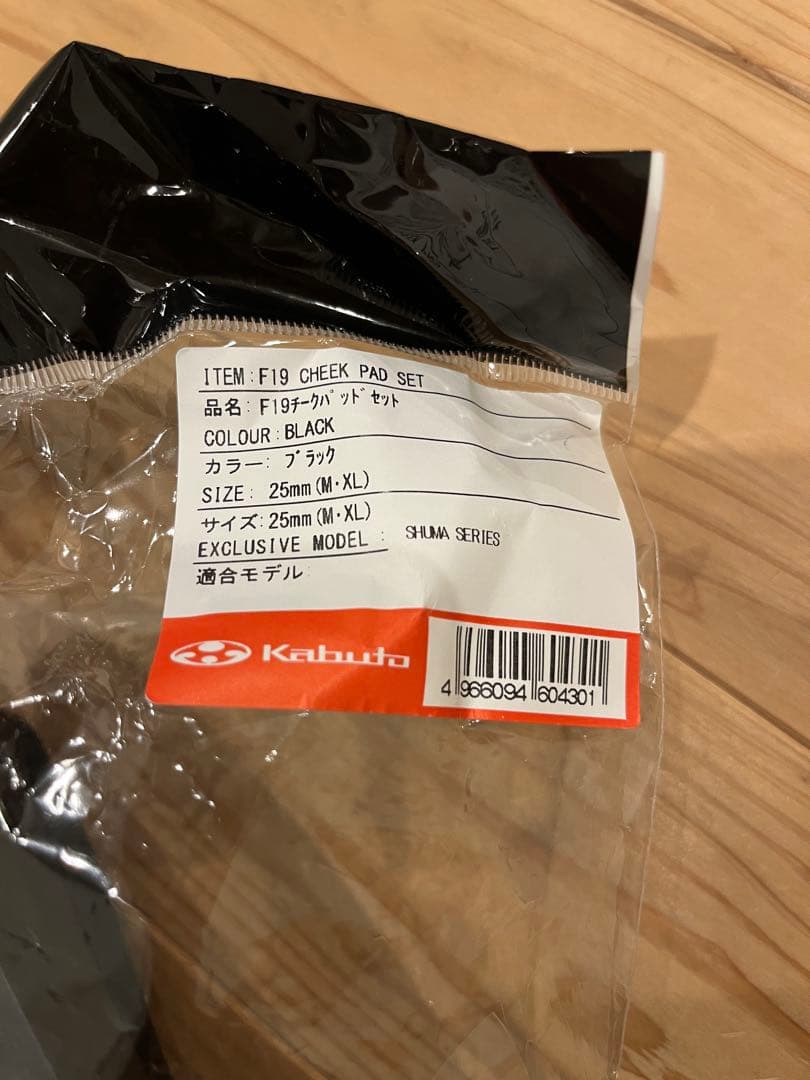 ITEM:F19 CHEEK PAD SET
品名:F19ﾁｰｸﾊﾟｯﾄﾞｾｯﾄ
COLOUR:BLACK
カラー: ﾌﾞﾗｯｸ
SIZE: 25mm(M･XL)
サイズ:25mm(M･XL)
EXCLUSIVE MODEL : SHUMA SERIES
適合モデル:
Kabuto
4 966094 604301